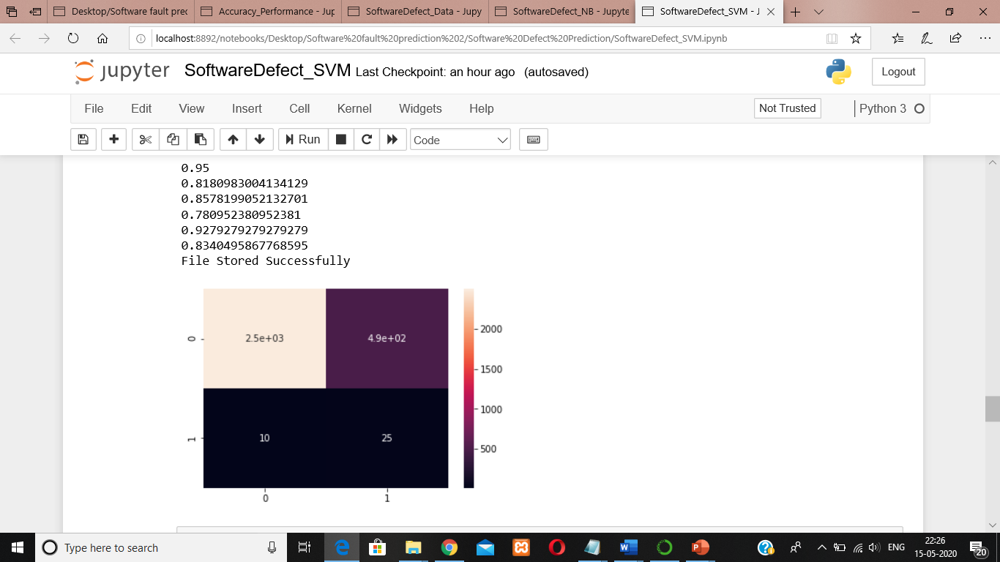 Desktop/Software fault pred
Accuracy_Performance - Jup
SoftwareDefect_Data - Jupy
SoftwareDefect_NB - Jupyte
SoftwareDefect_SVM - J
localhost:8892/notebooks/Desktop/Software%20fault%20prediction%202/Software%20Defect%20Prediction/SoftwareDefect_SVM.ipynb
jupyter SoftwareDefect_SVM Last Checkpoint: an hour ago (autosaved)
Logout
File Edit View Insert Cell Kernel Widgets Help
Not Trusted
Python 3
Run
Code
0.95
0.8180983004134129
0.8578199052132701
0.780952380952381
0.9279279279279279
0.8340495867768595
File Stored Successfully
2.5e+03 4.9e+02
10 25
0
1
0 1
2000
1500
1000
500
Type here to search
ENG
22:26
15-05-2020
20